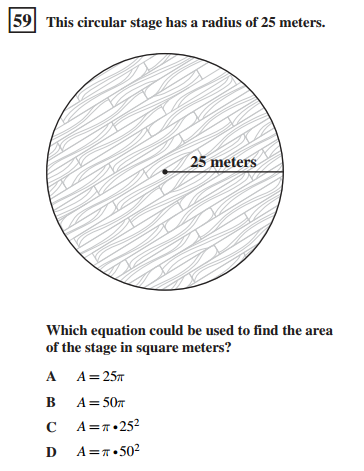 59 This circular stage has a radius of 25 meters.
25 meters
Which equation could be used to find the area
of the stage in square meters?
A A = 25π
B A = 50π
C A = π • 25²
D A = π • 50²